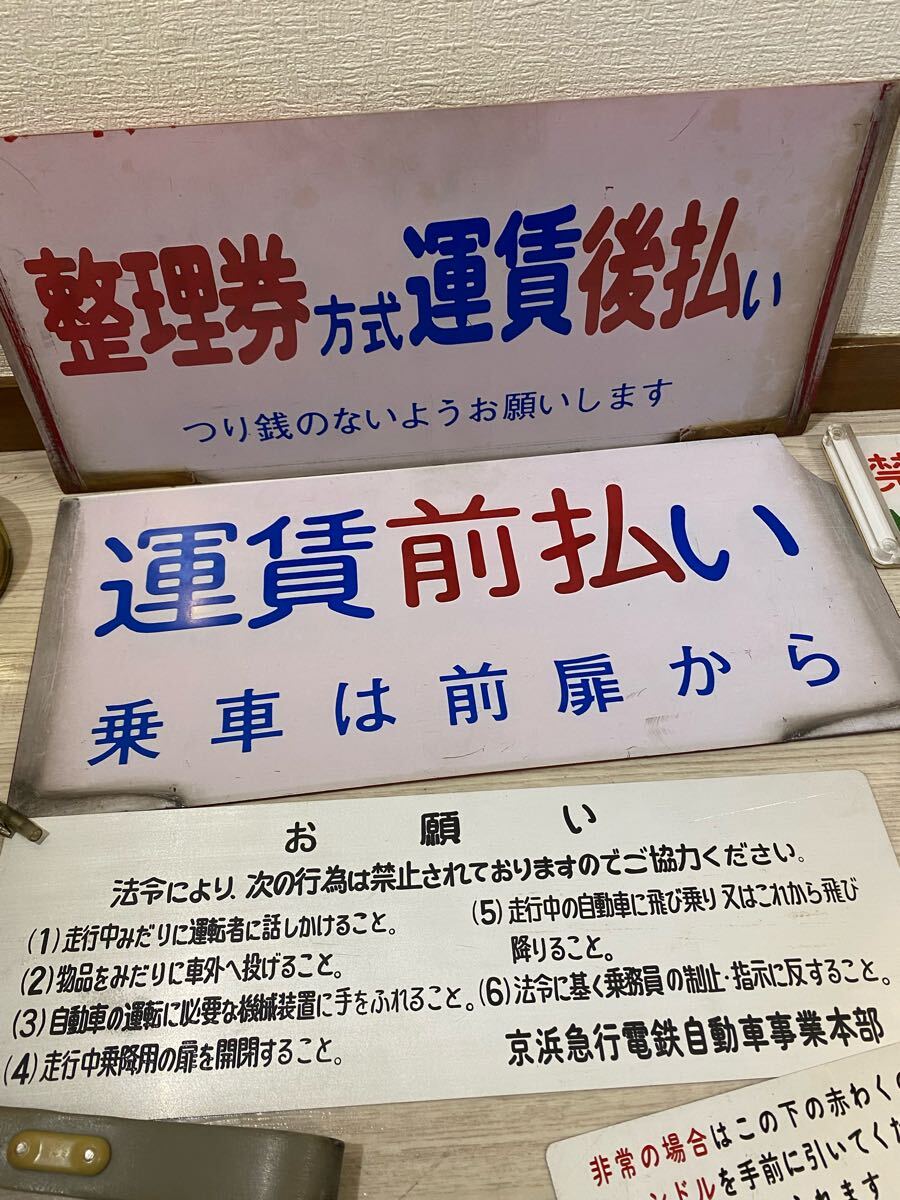 整理券方式運賃後払い
つり銭のないようお願いします
運賃前払い
乗車は前扉から
お願い
法令により、次の行為は禁止されておりますのでご協力ください。
(1)走行中みだりに運転者に話しかけること。
(2)物品をみだりに車外へ投げること。
(3)自動車の運転に必要な機械装置に手をふれること。
(4)走行中乗降用の扉を開閉すること。
(5)走行中の自動車に飛び乗り又はこれから飛び
降りること。
(6)法令に基く乗務員の制止・指示に反すること。
京浜急行電鉄自動車事業本部
禁
非常の場合はこの下の赤わくの
ンドルを手前に引いてくだ
ます